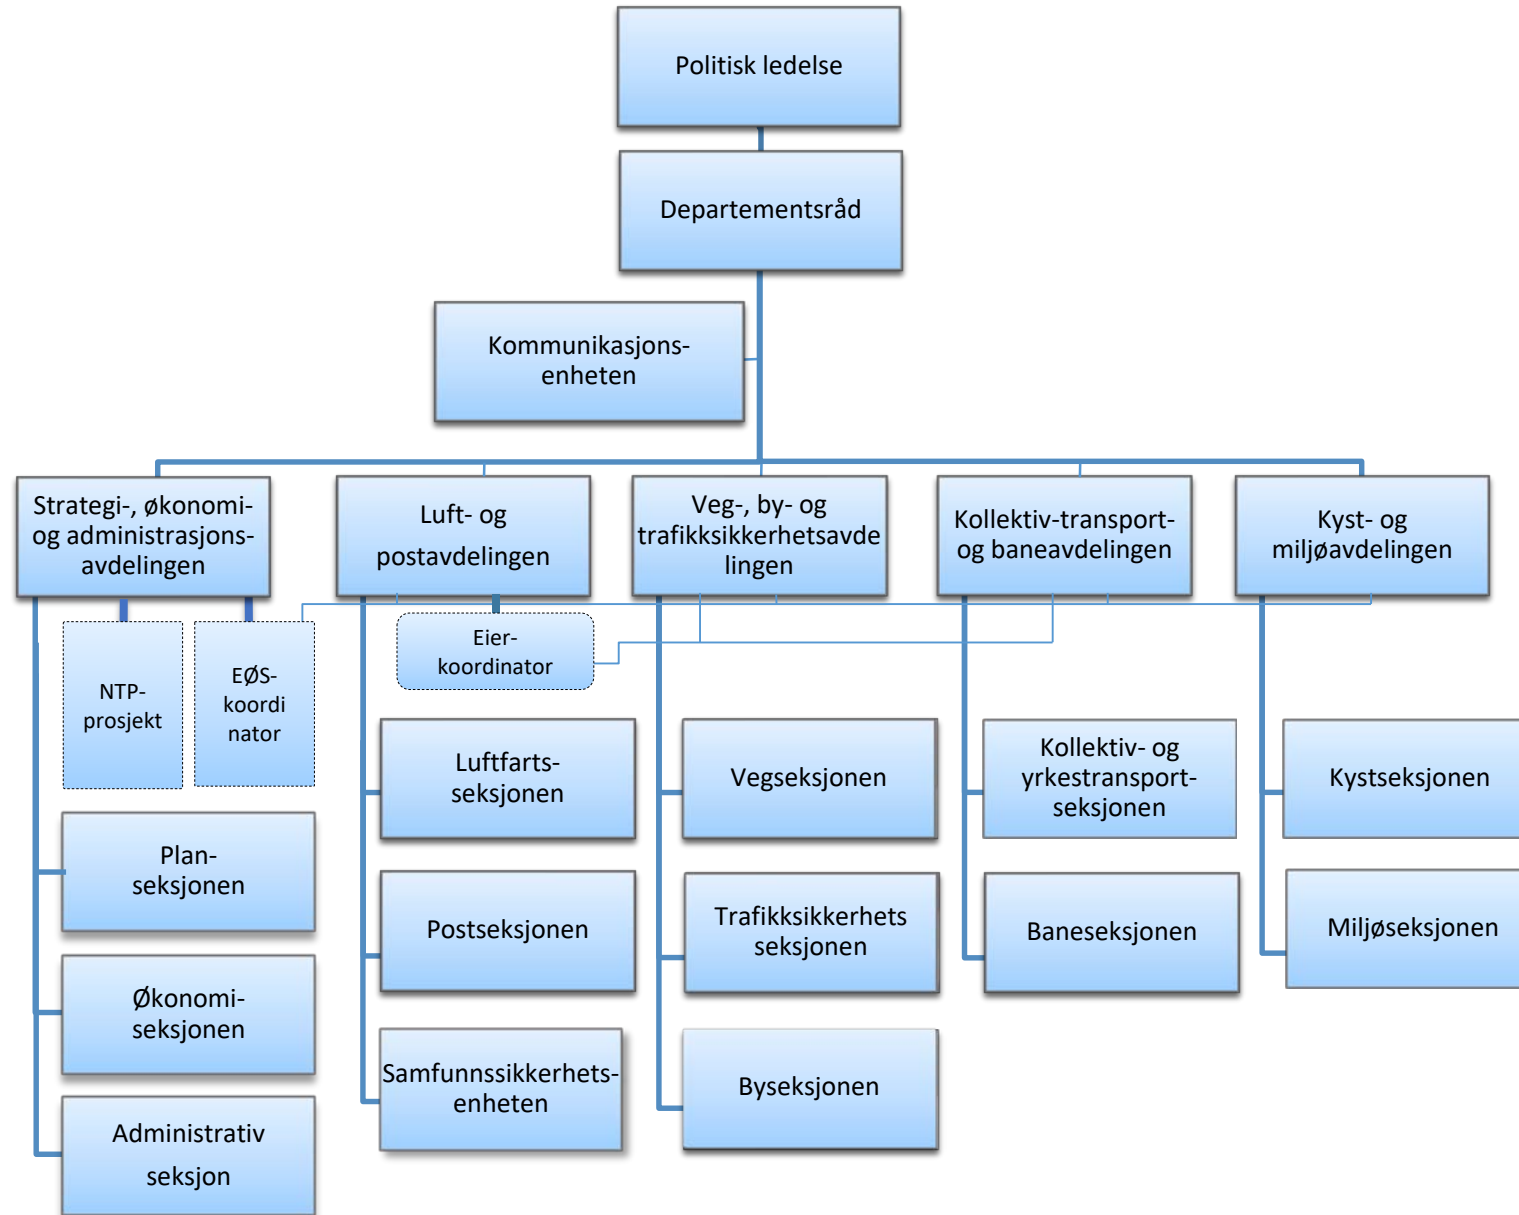 Politisk ledelse
Departementsråd
Kommunikasjons-
enheten
Strategi-, økonomi-
og administrasjons-
avdelingen
Luft- og
postavdelingen
Veg-, by- og
trafikksikkerhetsavde
lingen
Kollektiv-transport-
og baneavdelingen
Kyst- og
miljøavdelingen
NTP-
prosjekt
EØS-
koordi
nator
Eier-
koordinator
Plan-
seksjonen
Økonomi-
seksjonen
Administrativ
seksjon
Luftfarts-
seksjonen
Postseksjonen
Samfunnssikkerhets-
enheten
Vegseksjonen
Trafikksikkerhets
seksjonen
Byseksjonen
Kollektiv- og
yrkestransport-
seksjonen
Baneseksjonen
Kystseksjonen
Miljøseksjonen